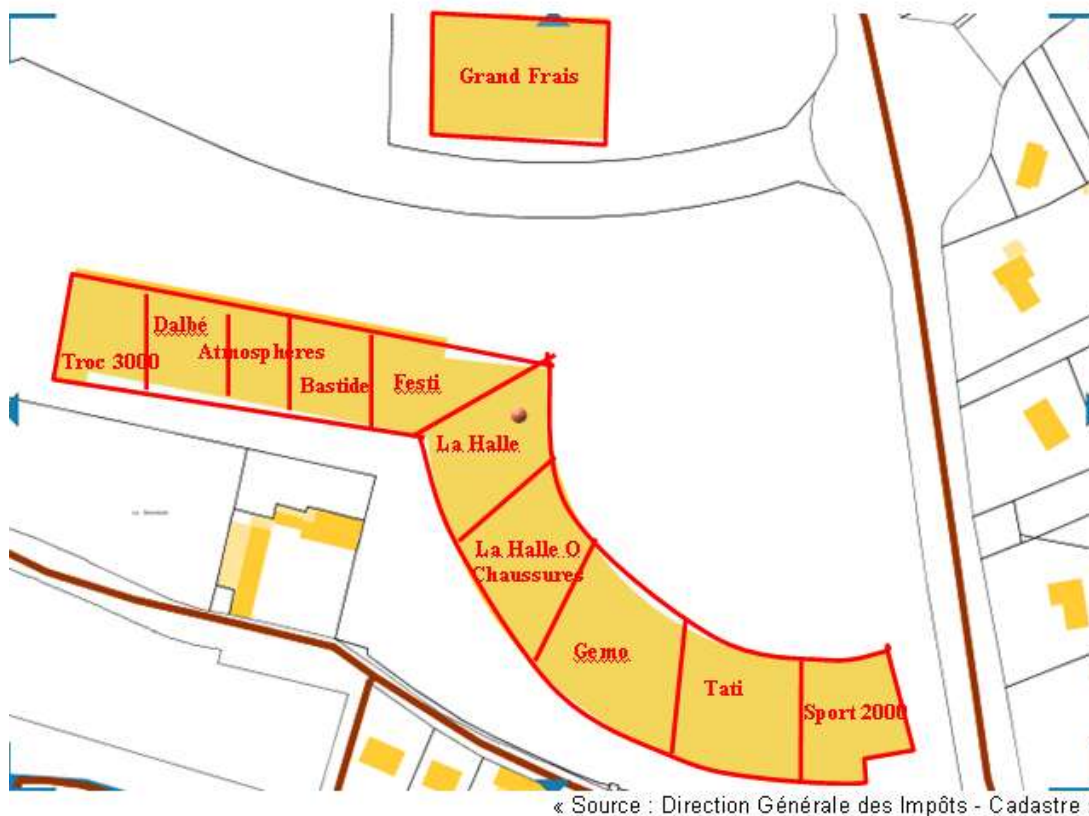 Grand Frais
Dalbé
Troc 3000
Atmosphères
Bastide
Festi
La Halle
La Halle O
Chaussures
Gemo
Tati
Sport 2000
« Source : Direction Générale des Impôts - Cadastre